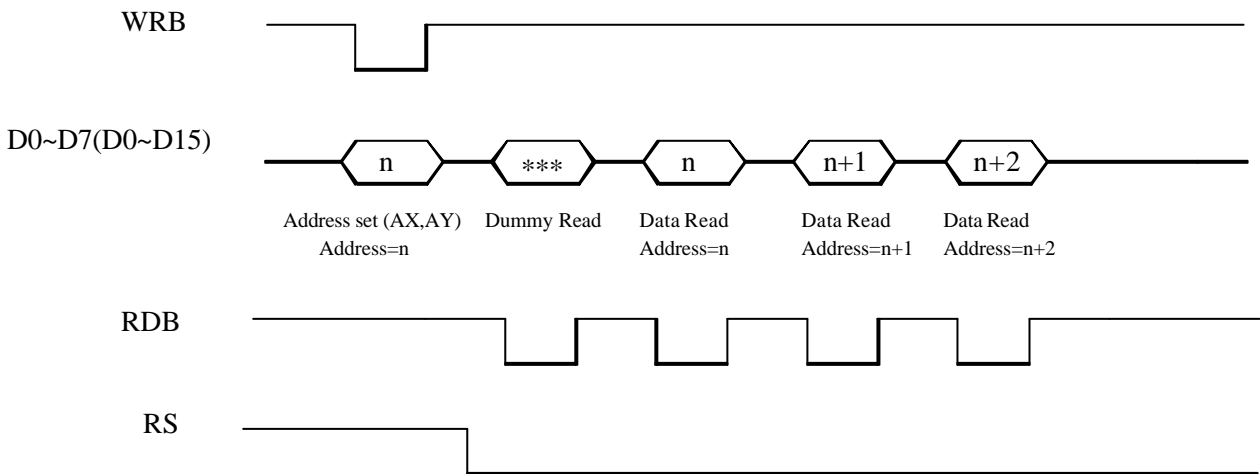 WRB
D0~D7(D0~D15)
n *** n n+1 n+2
Address set (AX,AY) Dummy Read Data Read Data Read Data Read
Address=n Address=n Address=n+1 Address=n+2
RDB
RS